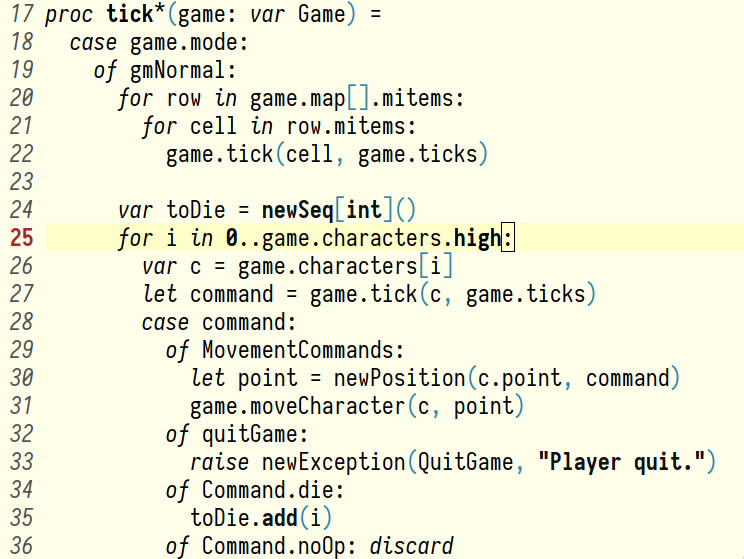 17 proc tick*(game: var Game) =
18   case game.mode:
19     of gmNormal:
20       for row in game.map[].mitems:
21         for cell in row.mitems:
22           game.tick(cell, game.ticks)
23
24       var toDie = newSeq[int]()
25       for i in 0..game.characters.high:
26         var c = game.characters[i]
27         let command = game.tick(c, game.ticks)
28         case command:
29           of MovementCommands:
30             let point = newPosition(c.point, command)
31             game.moveCharacter(c, point)
32           of quitGame:
33             raise newException(QuitGame, "Player quit.")
34           of Command.die:
35             toDie.add(i)
36           of Command.noOp: discard